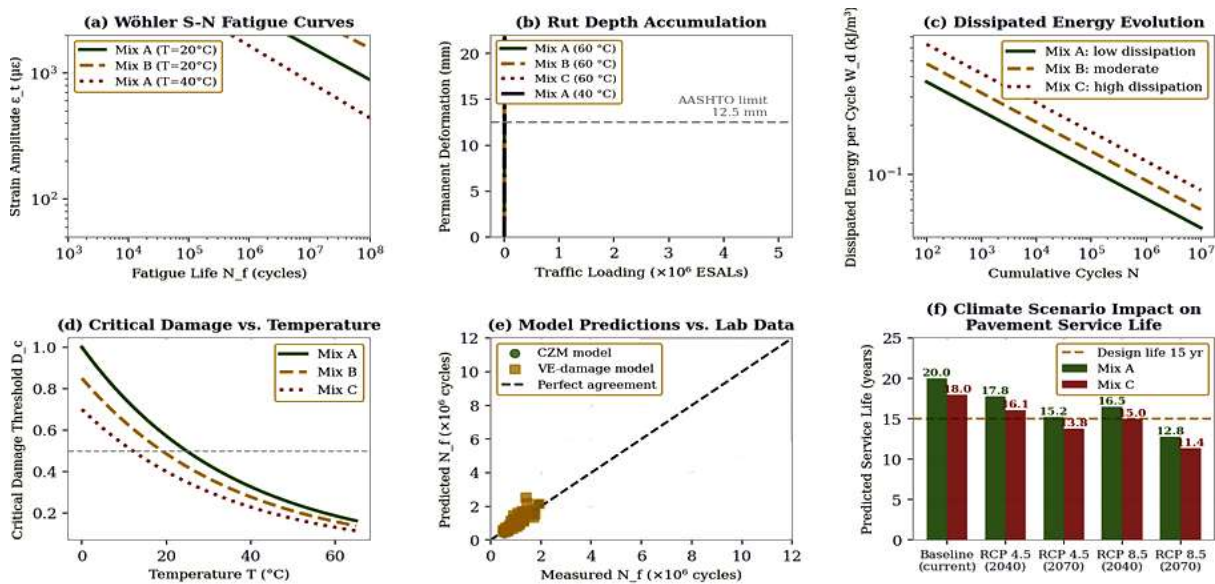 (a) Wöhler S-N Fatigue Curves
Strain Amplitude ε_t (με)
10³
10²
Mix A (T=20°C)
Mix B (T=20°C)
Mix A (T=40°C)
10³ 10⁴ 10⁵ 10⁶ 10⁷ 10⁸
Fatigue Life N_f (cycles)
(b) Rut Depth Accumulation
Permanent Deformation (mm)
20
15
10
5
0
Mix A (60 °C)
Mix B (60 °C)
Mix C (60 °C)
Mix A (40 °C)
AASHTO limit
12.5 mm
0 1 2 3 4 5
Traffic Loading (×10⁶ ESALs)
(c) Dissipated Energy Evolution
Dissipated Energy per Cycle W_d (kJ/m³)
10⁻¹
Mix A: low dissipation
Mix B: moderate
Mix C: high dissipation
10² 10³ 10⁴ 10⁵ 10⁶ 10⁷
Cumulative Cycles N
(d) Critical Damage vs. Temperature
Critical Damage Threshold D_c
1.0
0.8
0.6
0.4
0.2
Mix A
Mix B
Mix C
0 20 40 60
Temperature T (°C)
(e) Model Predictions vs. Lab Data
Predicted N_f (×10⁶ cycles)
12
10
8
6
4
2
0
CZM model
VE-damage model
Perfect agreement
0 2 4 6 8 10 12
Measured N_f (×10⁶ cycles)
(f) Climate Scenario Impact on
Pavement Service Life
Predicted Service Life (years)
25
20
15
10
5
0
Design life 15 yr
Mix A
Mix C
20.0 18.0 17.8 16.1 15.2 13.8 16.5 15.0 12.8 11.4
Baseline RCP 4.5 RCP 4.5 RCP 8.5 RCP 8.5
(current) (2040) (2070) (2040) (2070)